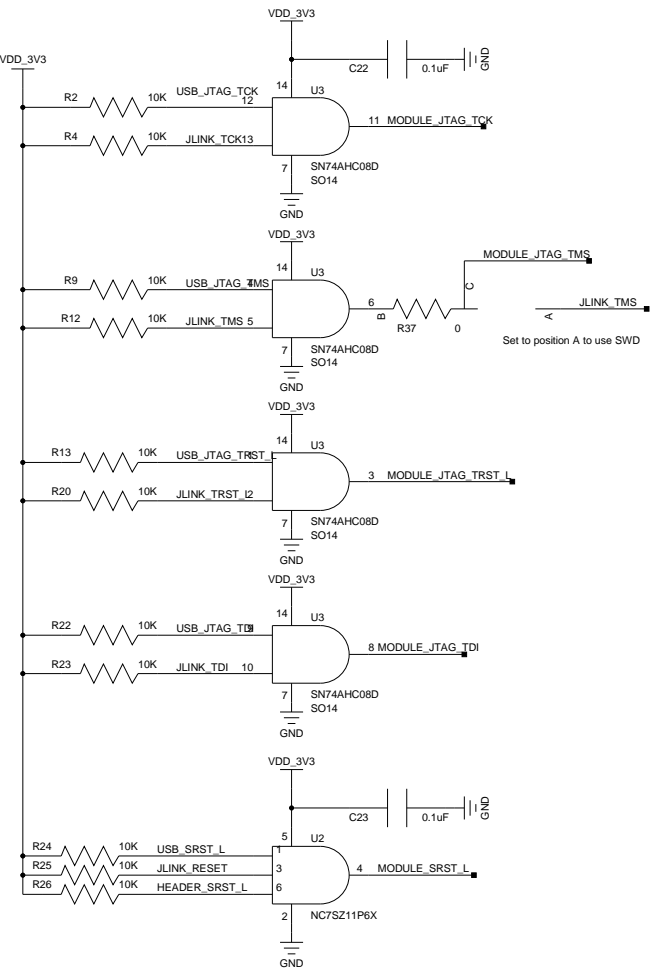 VDD_3V3
VDD_3V3
C22 0.1uF GND
R2 10K USB_JTAG_TCK 12
14 U3
11 MODULE_JTAG_TCK
R4 10K JLINK_TCK 13
7 SN74AHC08D
SO14
GND
VDD_3V3
MODULE_JTAG_TMS
14 U3
R9 10K USB_JTAG_TMS 4
6 B R37 0 C
A JLINK_TMS
R12 10K JLINK_TMS 5
Set to position A to use SWD
7 SN74AHC08D
SO14
GND
VDD_3V3
14 U3
R13 10K USB_JTAG_TRST_L 1
3 MODULE_JTAG_TRST_L
R20 10K JLINK_TRST_L 2
7 SN74AHC08D
SO14
GND
VDD_3V3
14 U3
R22 10K USB_JTAG_TDI 9
8 MODULE_JTAG_TDI
R23 10K JLINK_TDI 10
7 SN74AHC08D
SO14
GND
VDD_3V3
C23 0.1uF GND
5 U2
R24 10K USB_SRST_L 1
R25 10K JLINK_RESET 3
4 MODULE_SRST_L
R26 10K HEADER_SRST_L 6
2 NC7SZ11P6X
GND